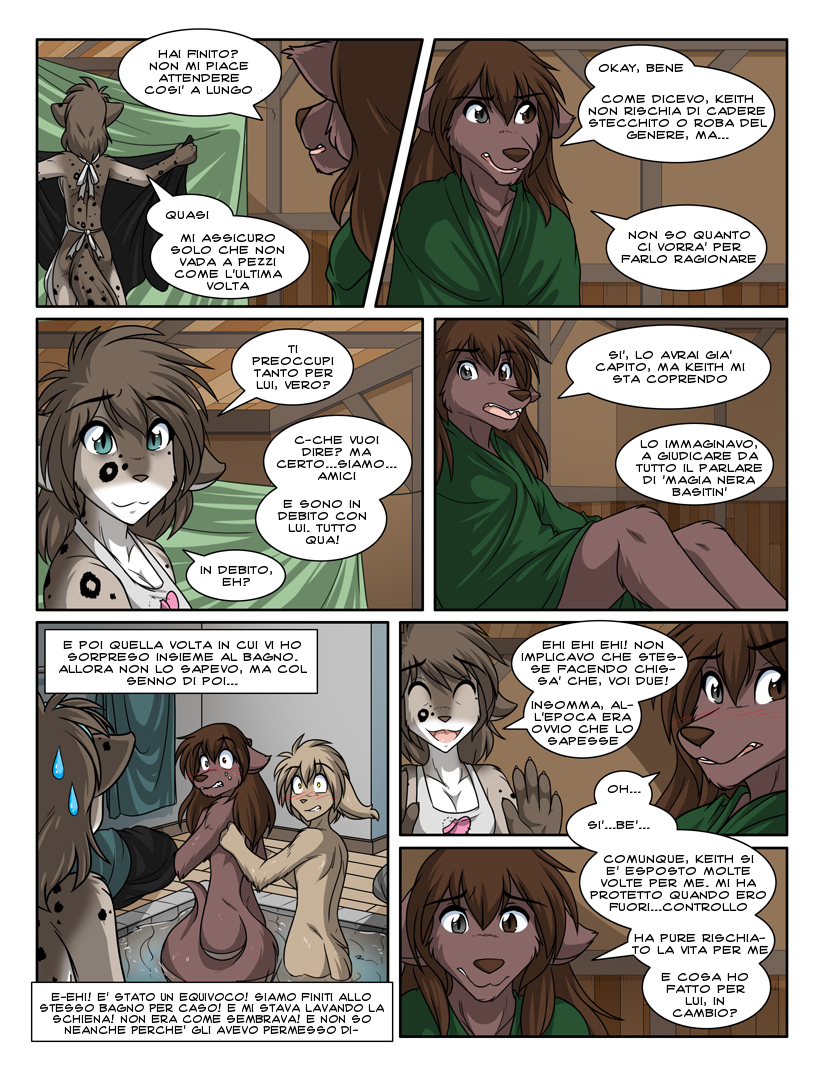 HAI FINITO?
NON MI PIACE
ATTENDERE
COSI' A LUNGO
QUASI
MI ASSICURO
SOLO CHE NON
VADA A PEZZI
COME L'ULTIMA
VOLTA
OKAY, BENE
COME DICEVO, KEITH
NON RISCHIA DI CADERE
STECCHITO O ROBA DEL
GENERE, MA...
NON SO QUANTO
CI VORRA' PER
FARLO RAGIONARE
TI
PREOCCUPI
TANTO PER
LUI, VERO?
C-CHE VUOI
DIRE? MA
CERTO...SIAMO...
AMICI
E SONO IN
DEBITO CON
LUI. TUTTO
QUA!
IN DEBITO,
EH?
SI', LO AVRAI GIA'
CAPITO, MA KEITH MI
STA COPRENDO
LO IMMAGINAVO,
A GIUDICARE DA
TUTTO IL PARLARE
DI 'MAGIA NERA
BASITIN'
E POI QUELLA VOLTA IN CUI VI HO
SORPRESO INSIEME AL BAGNO.
ALLORA NON LO SAPEVO, MA COL
SENNO DI POI...
E-EHI! E' STATO UN EQUIVOCO! SIAMO FINITI ALLO
STESSO BAGNO PER CASO! E MI STAVA LAVANDO LA
SCHIENA! NON ERA COME SEMBRAVA! E NON SO
NEANCHE PERCHE' GLI AVEVO PERMESSO DI-
EHI EHI EHI! NON
IMPLICAVO CHE STES-
SE FACENDO CHIS-
SA' CHE, VOI DUE!
INSOMMA, AL-
L'EPOCA ERA
OVVIO CHE LO
SAPESSE
OH...
SI'...BE'...
COMUNQUE, KEITH SI
E' ESPOSTO MOLTE
VOLTE PER ME. MI HA
PROTETTO QUANDO ERO
FUORI...CONTROLLO
HA PURE RISCHIA-
TO LA VITA PER ME
E COSA HO
FATTO PER
LUI, IN
CAMBIO?